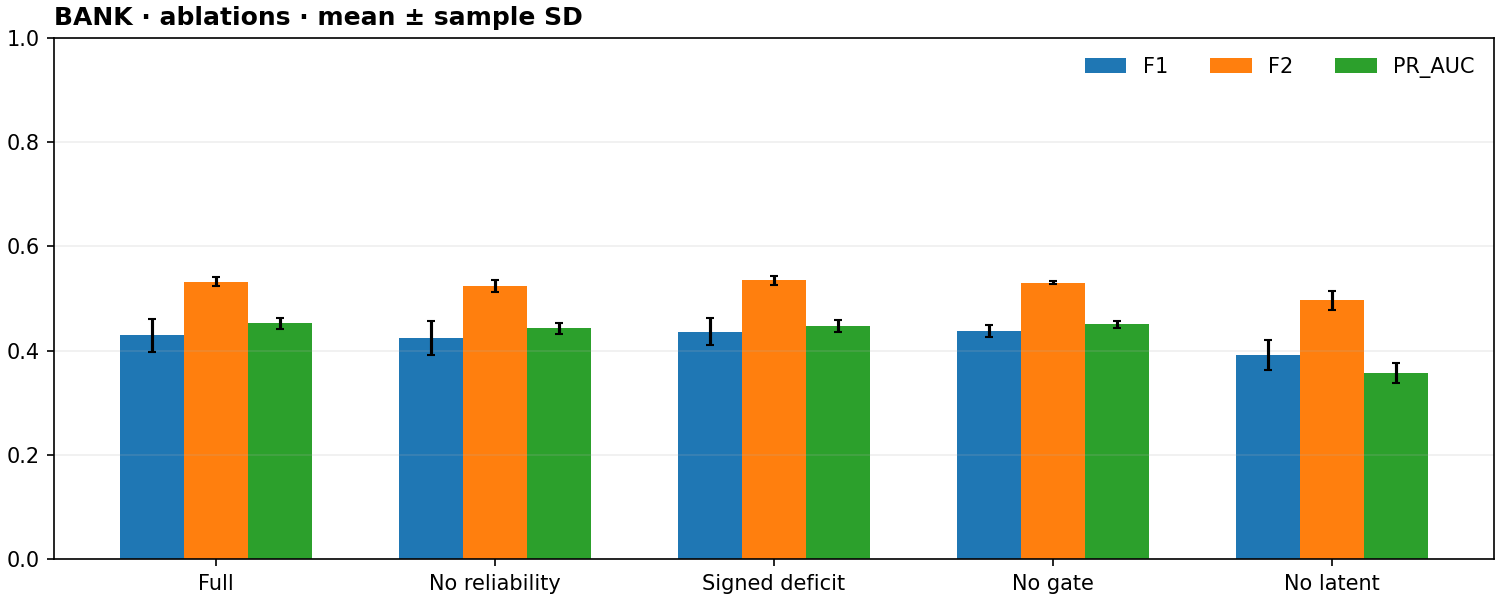 BANK · ablations · mean ± sample SD
1.0
0.8
0.6
0.4
0.2
0.0
F1 F2 PR_AUC
Full No reliability Signed deficit No gate No latent